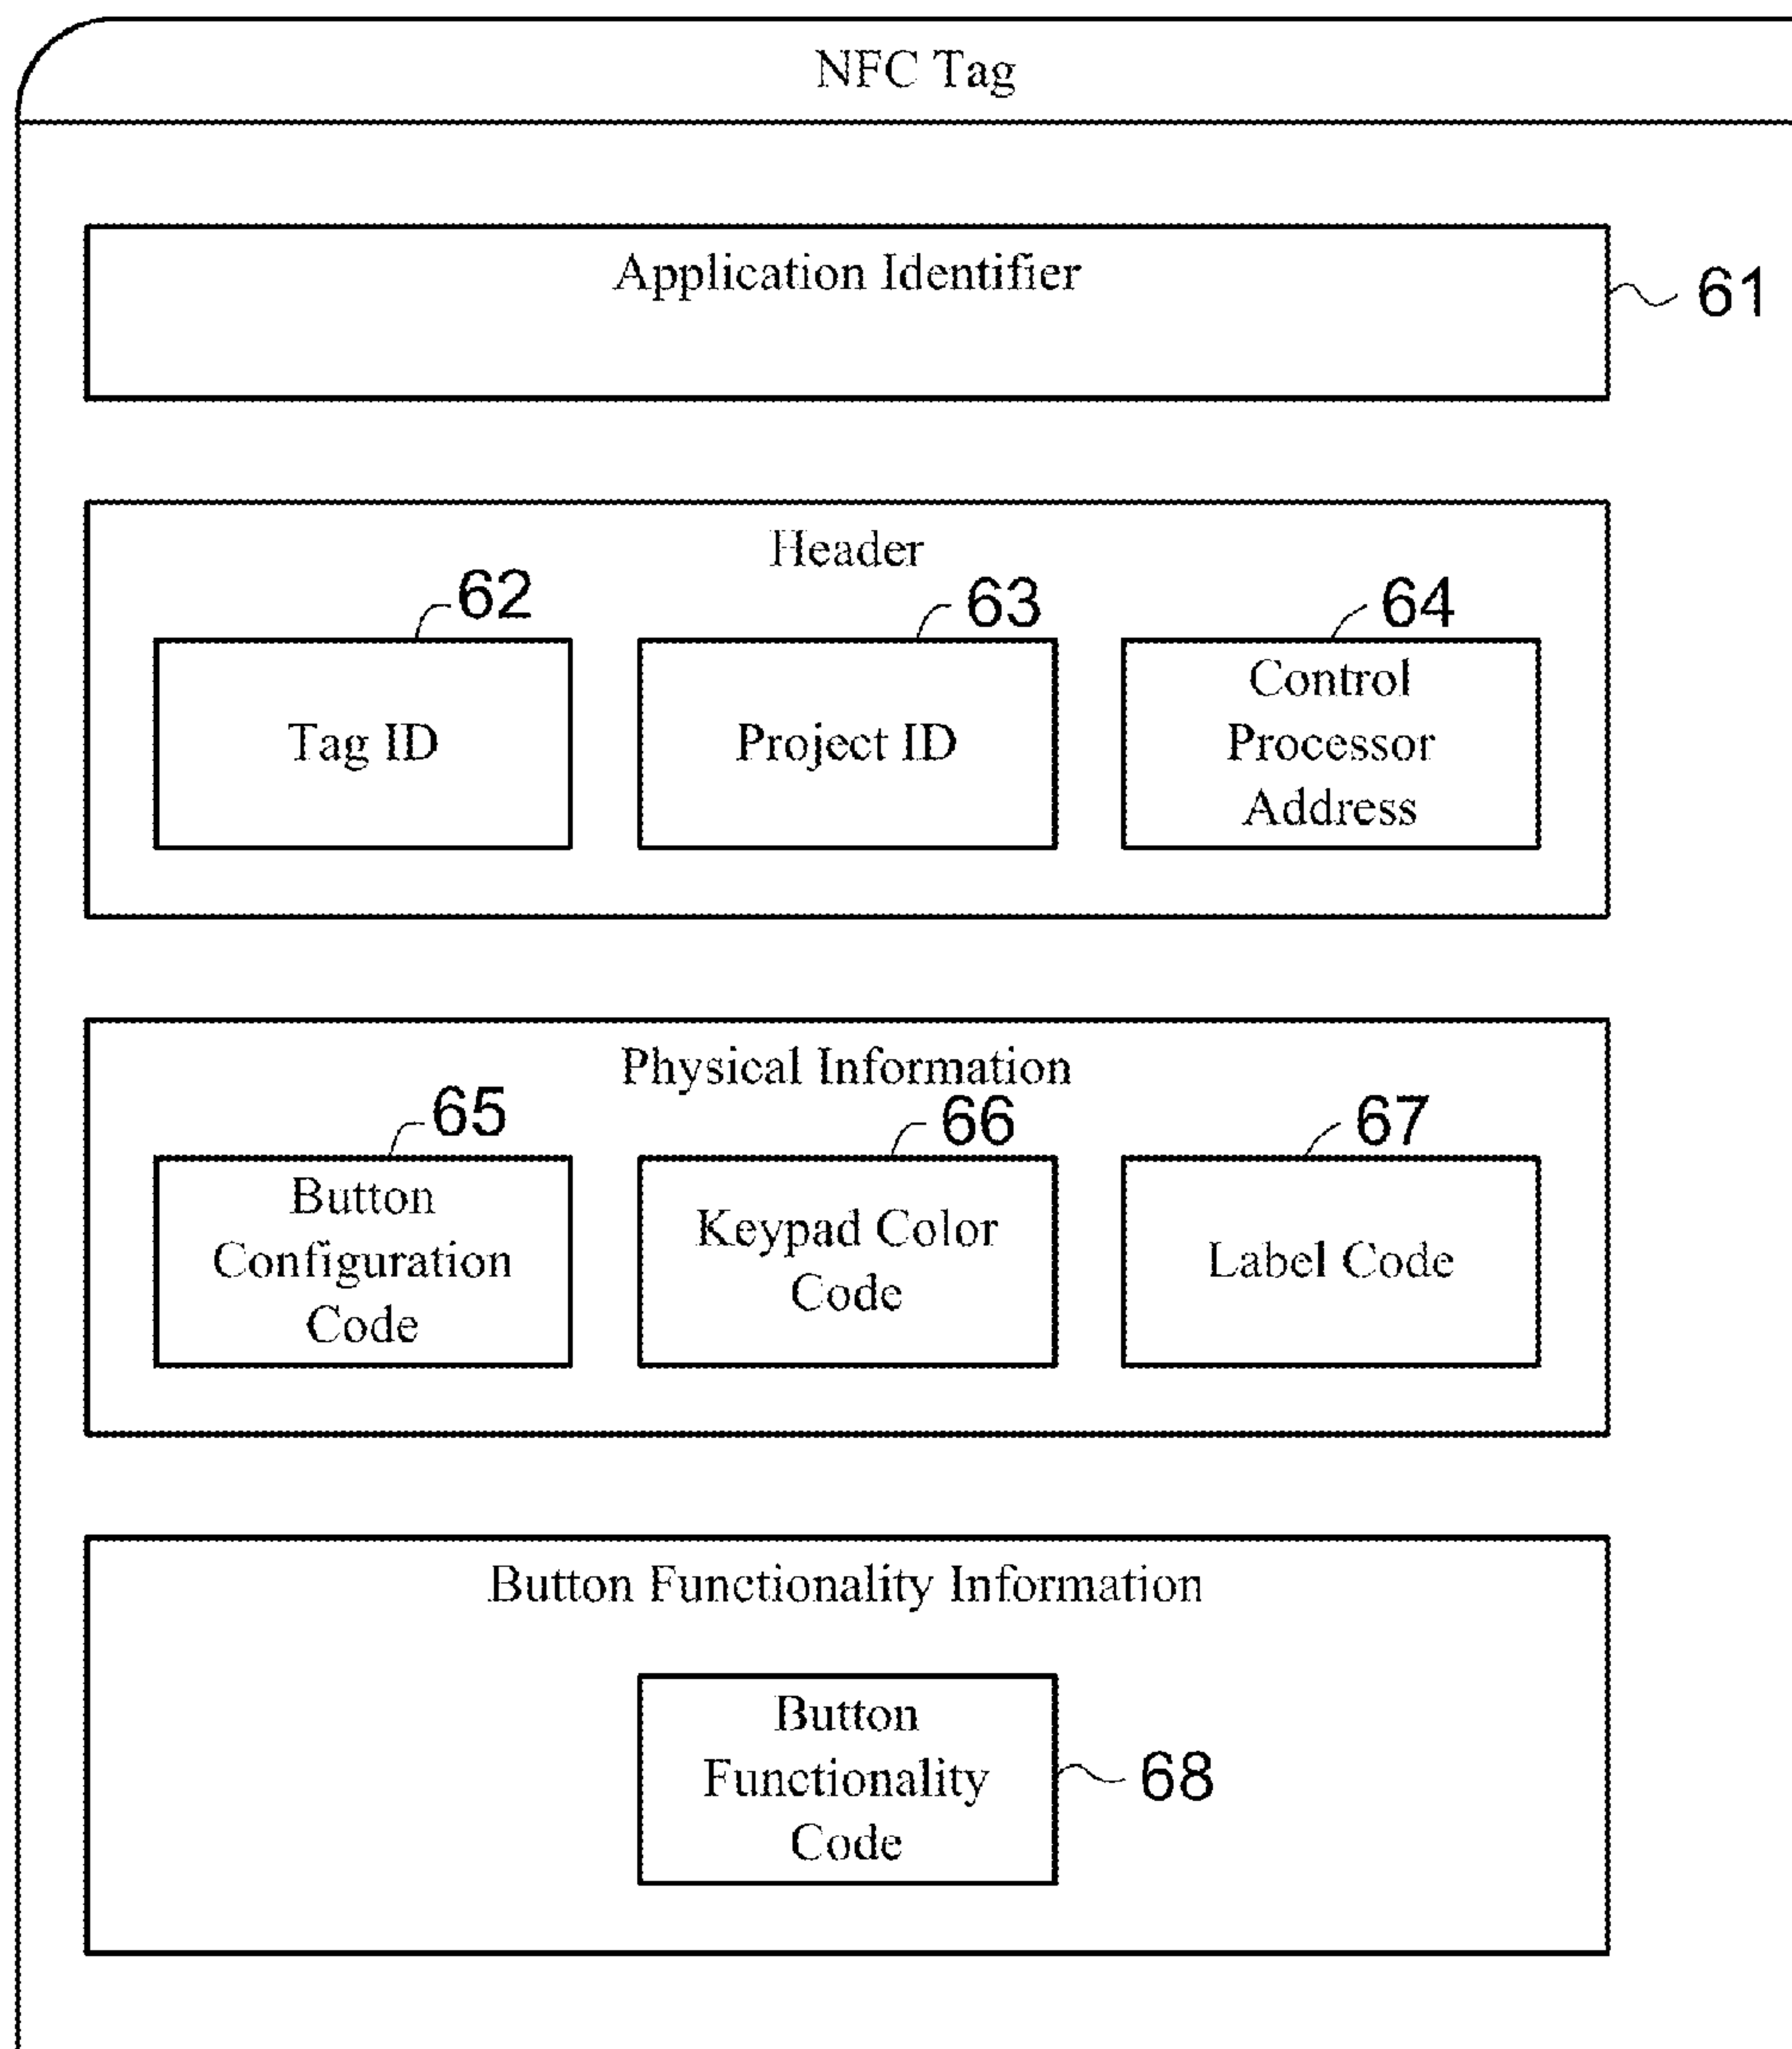 NFC Tag
Application Identifier
61
Header
62
63
64
Tag ID
Project ID
Control
Processor
Address
Physical Information
65
66
67
Button
Configuration
Code
Keypad Color
Code
Label Code
Button Functionality Information
Button
Functionality
Code
68